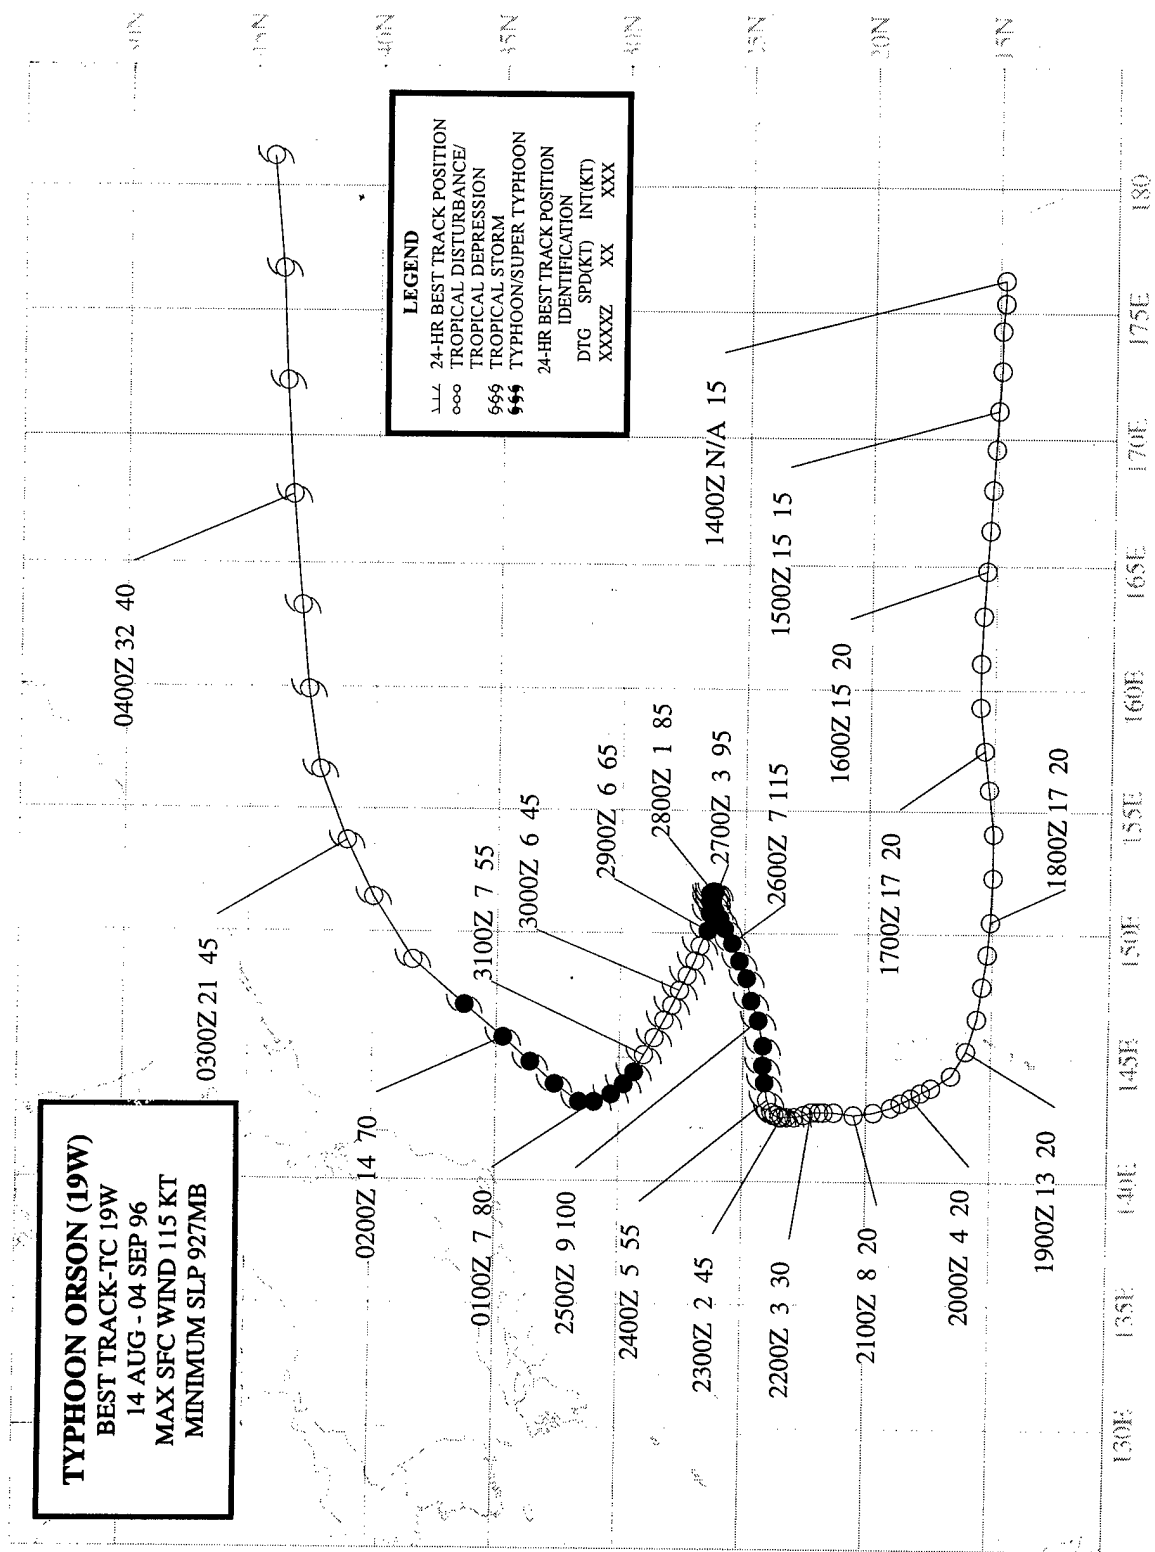 TYPHOON ORSON (19W)
BEST TRACK-TC 19W
14 AUG - 04 SEP 96
MAX SFC WIND 115 KT
MINIMUM SLP 927MB
LEGEND
24-HR BEST TRACK POSITION
TROPICAL DISTURBANCE/
TROPICAL DEPRESSION
TROPICAL STORM
TYPHOON/SUPER TYPHOON
24-HR BEST TRACK POSITION
IDENTIFICATION
DTG SPD(KT) INT(KT)
XXXXZ XX XXX
0400Z 32 40
0300Z 21 45
0200Z 14 70
0100Z 7 80
3100Z 7 55
3000Z 6 45
2900Z 6 65
2800Z 1 85
2700Z 3 95
2600Z 7 115
2500Z 9 100
2400Z 5 55
2300Z 2 45
2200Z 3 30
2100Z 8 20
2000Z 4 20
1900Z 13 20
1800Z 17 20
1700Z 17 20
1600Z 15 20
1500Z 15 15
1400Z N/A 15
45N
40N
35N
30N
25N
20N
15N
130E
135E
140E
145E
150E
155E
160E
165E
170E
175E
180